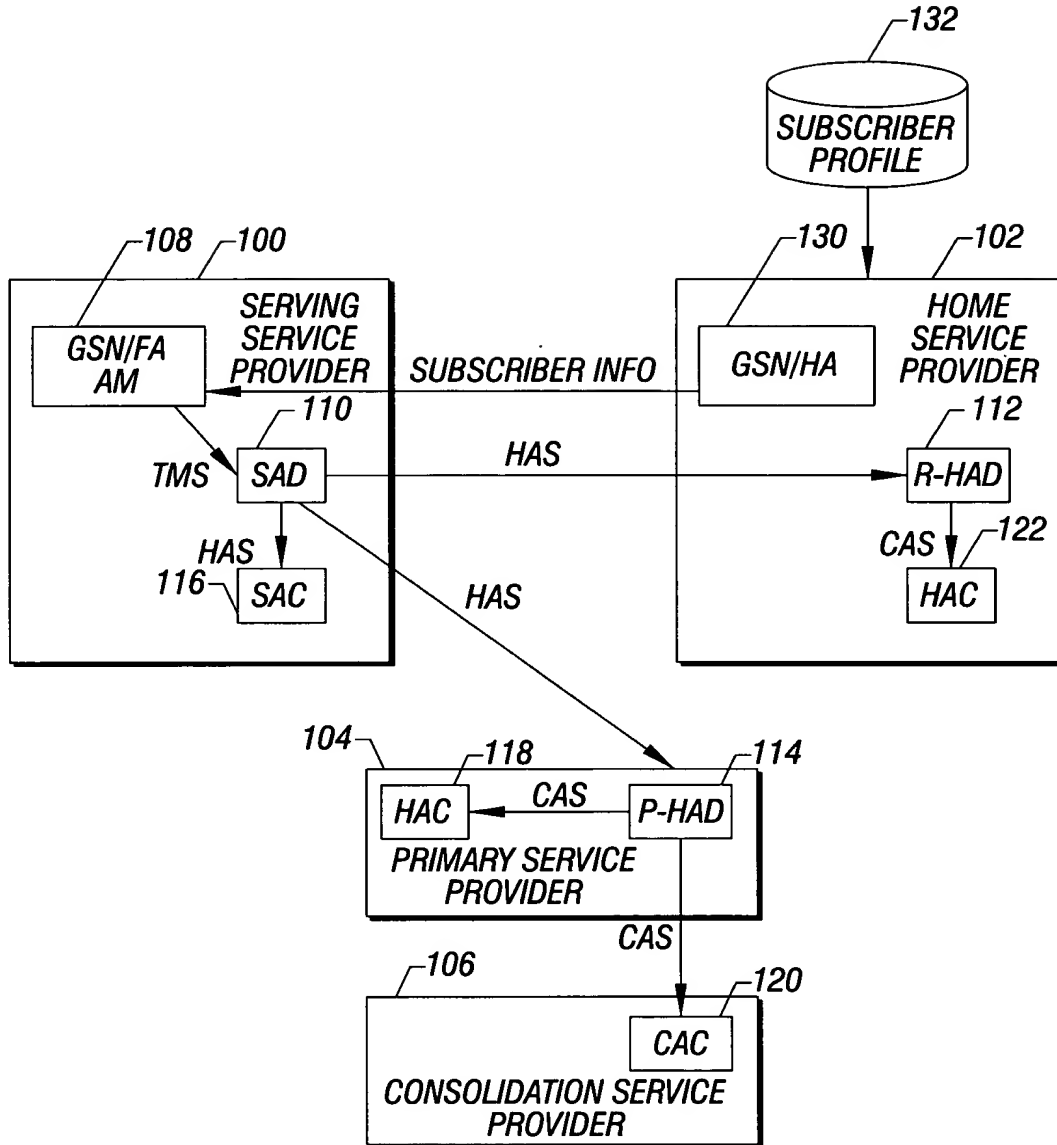 132
SUBSCRIBER
PROFILE
108
100
130
102
SERVING
SERVICE
PROVIDER
GSN/FA
AM
SUBSCRIBER INFO
GSN/HA
HOME
SERVICE
PROVIDER
110
112
TMS
SAD
HAS
R-HAD
HAS
CAS
122
116
SAC
HAS
HAC
104
118
114
HAC
CAS
P-HAD
PRIMARY SERVICE
PROVIDER
CAS
106
120
CAC
CONSOLIDATION SERVICE
PROVIDER